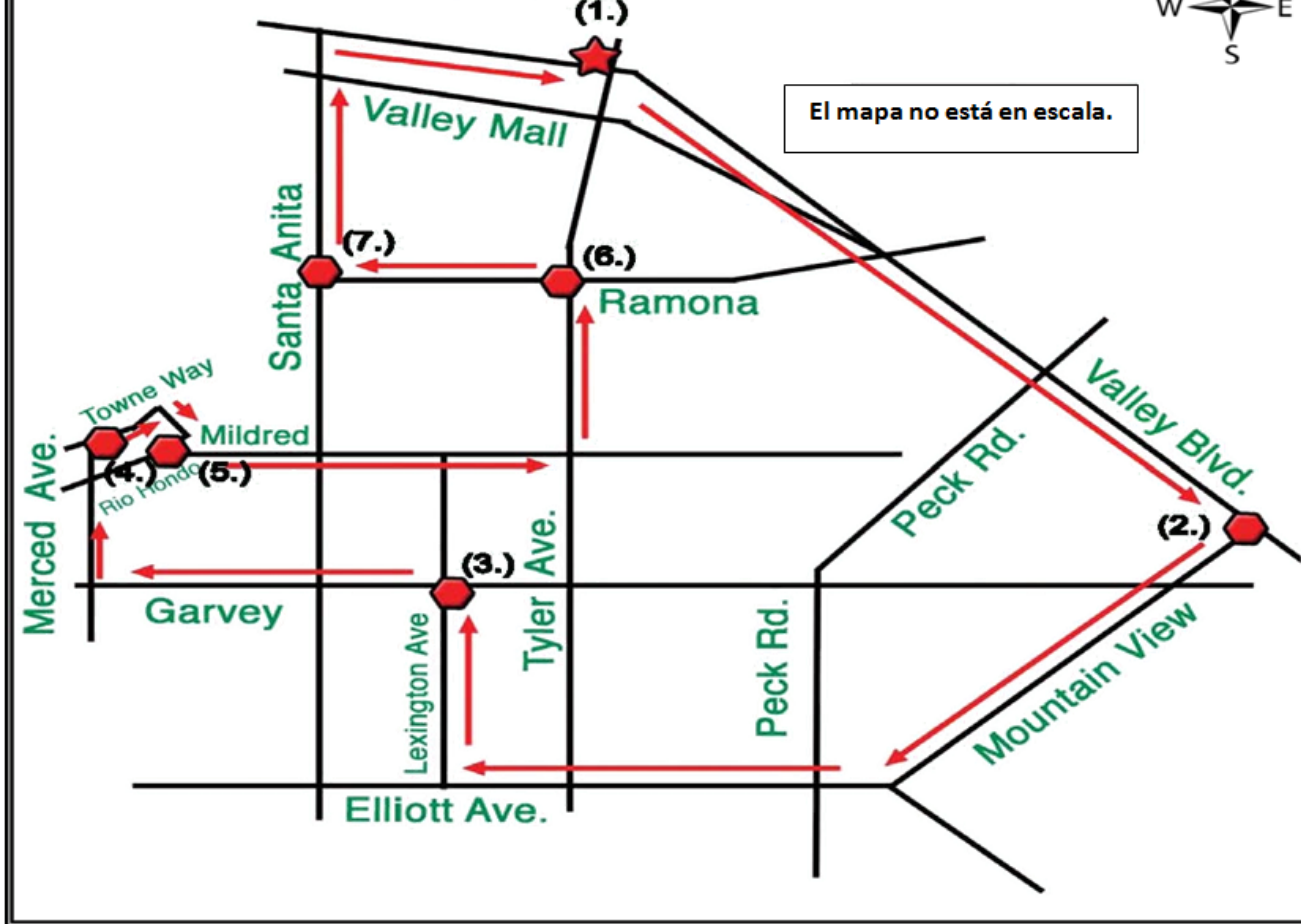 (1.)
W E
S
El mapa no está en escala.
Valley Mall
Santa Anita
(7.)
(6.)
Ramona
Towne Way
Mildred
(4.)
(5.)
Rio Hondo
Merced Ave.
Valley Blvd.
Peck Rd.
(2.)
(3.)
Garvey
Lexington Ave
Tyler Ave.
Peck Rd.
Mountain View
Elliott Ave.